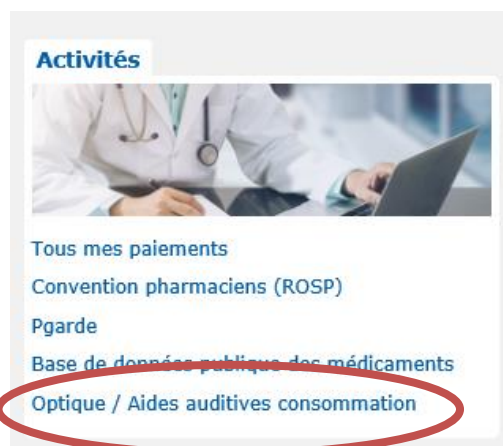 Activités
Tous mes paiements
Convention pharmaciens (ROSP)
Pgarde
Base de données publique des médicaments
Optique / Aides auditives consommation